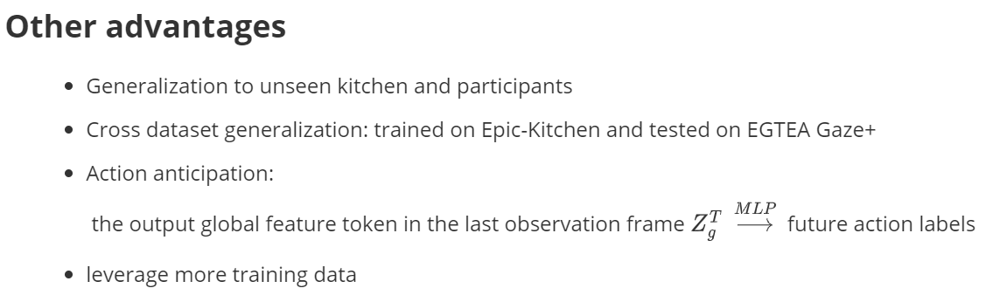 Other advantages
• Generalization to unseen kitchen and participants
• Cross dataset generalization: trained on Epic-Kitchen and tested on EGTEA Gaze+
• Action anticipation:
the output global feature token in the last observation frame $Z_g^T \xrightarrow{MLP}$ future action labels
• leverage more training data